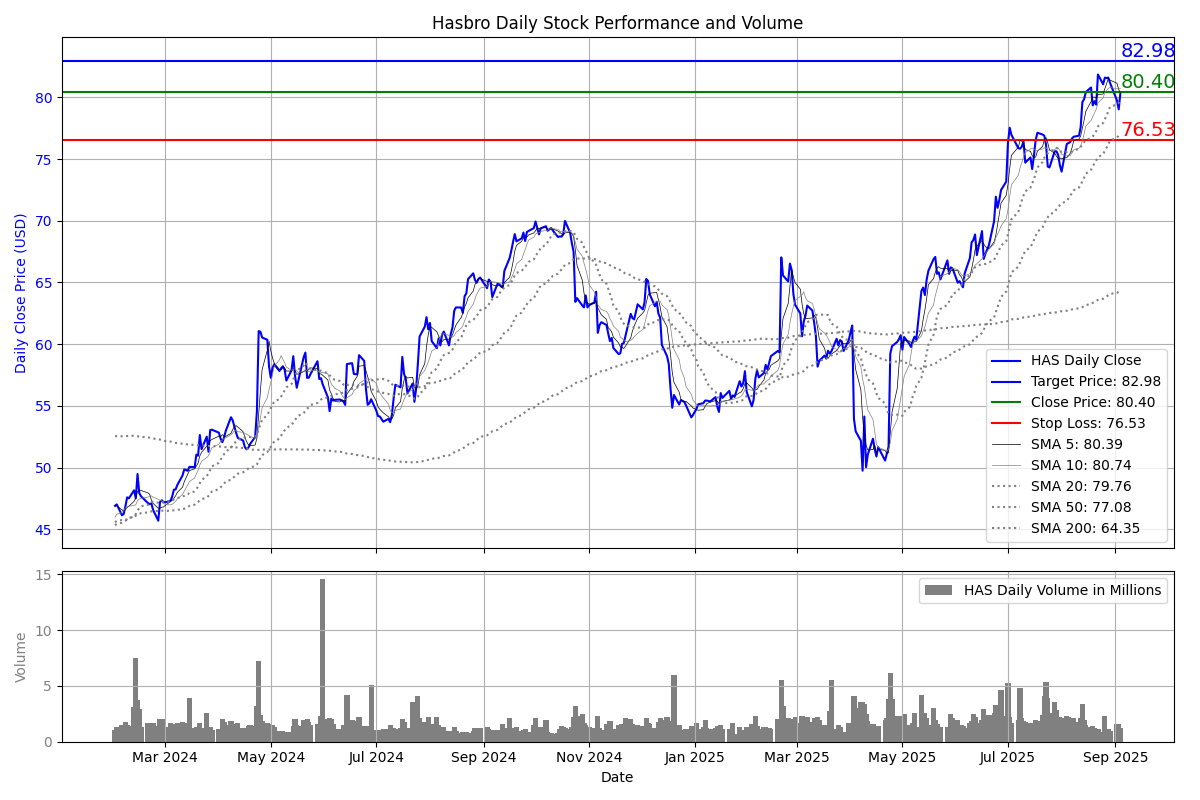 Hasbro Daily Stock Performance and Volume
82.98
80.40
76.53
Daily Close Price (USD)
80
75
70
65
60
55
50
45
HAS Daily Close
Target Price: 82.98
Close Price: 80.40
Stop Loss: 76.53
SMA 5: 80.39
SMA 10: 80.74
SMA 20: 79.76
SMA 50: 77.08
SMA 200: 64.35
Volume
15
10
5
0
HAS Daily Volume in Millions
Mar 2024 May 2024 Jul 2024 Sep 2024 Nov 2024 Jan 2025 Mar 2025 May 2025 Jul 2025 Sep 2025
Date